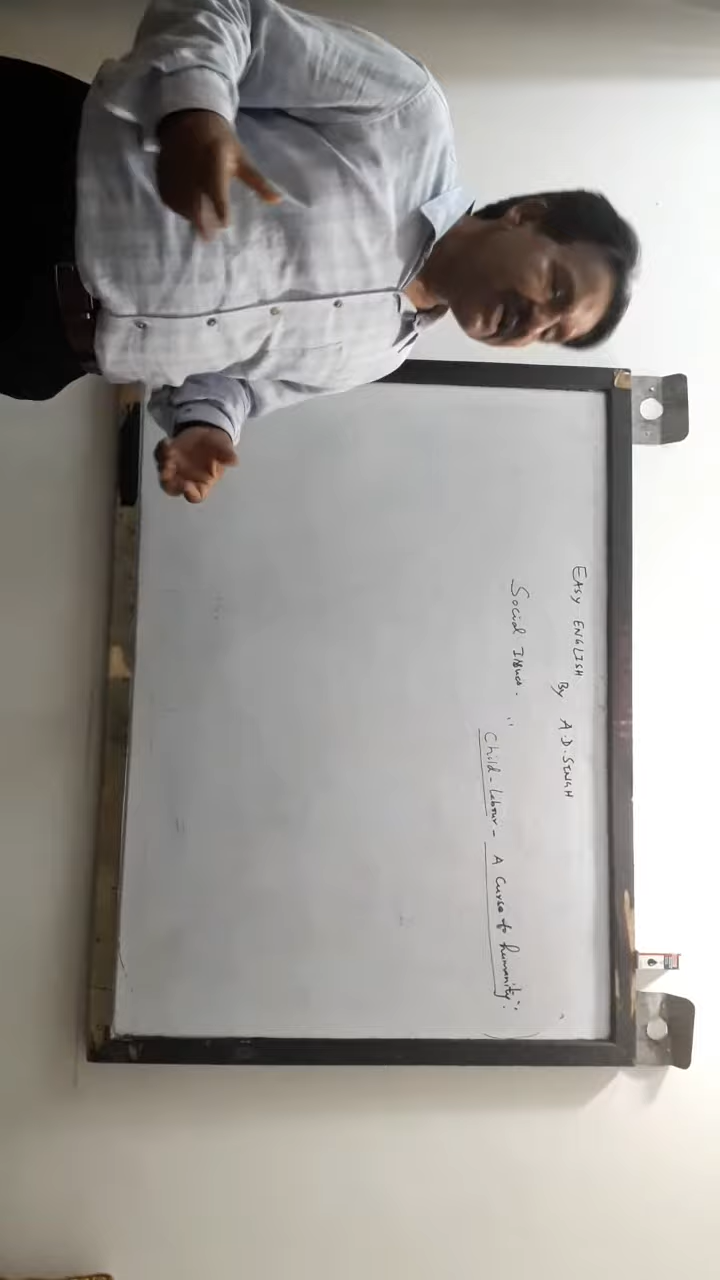 EASY ENGLISH By A.D. SINGH
Social Issues. "Child-Labour - A Curse to humanity".